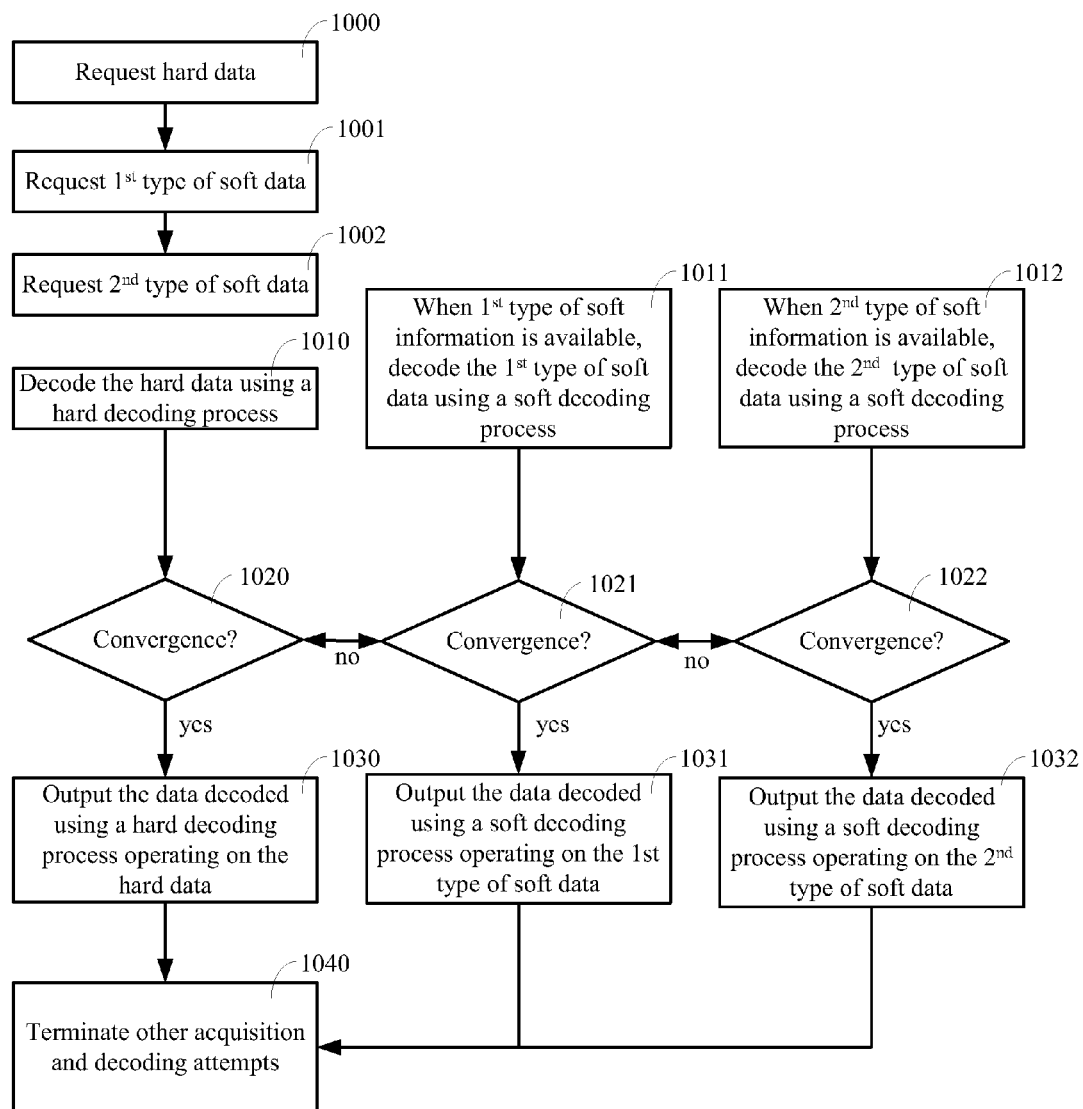 1000
Request hard data
1001
Request 1st type of soft data
1002
Request 2nd type of soft data
1010
Decode the hard data using a
hard decoding process
1011
When 1st type of soft
information is available,
decode the 1st type of soft
data using a soft decoding
process
1012
When 2nd type of soft
information is available,
decode the 2nd type of soft
data using a soft decoding
process
1020
Convergence?
no
1021
Convergence?
no
1022
Convergence?
yes
yes
yes
1030
Output the data decoded
using a hard decoding
process operating on the
hard data
1031
Output the data decoded
using a soft decoding
process operating on the 1st
type of soft data
1032
Output the data decoded
using a soft decoding
process operating on the 2nd
type of soft data
1040
Terminate other acquisition
and decoding attempts